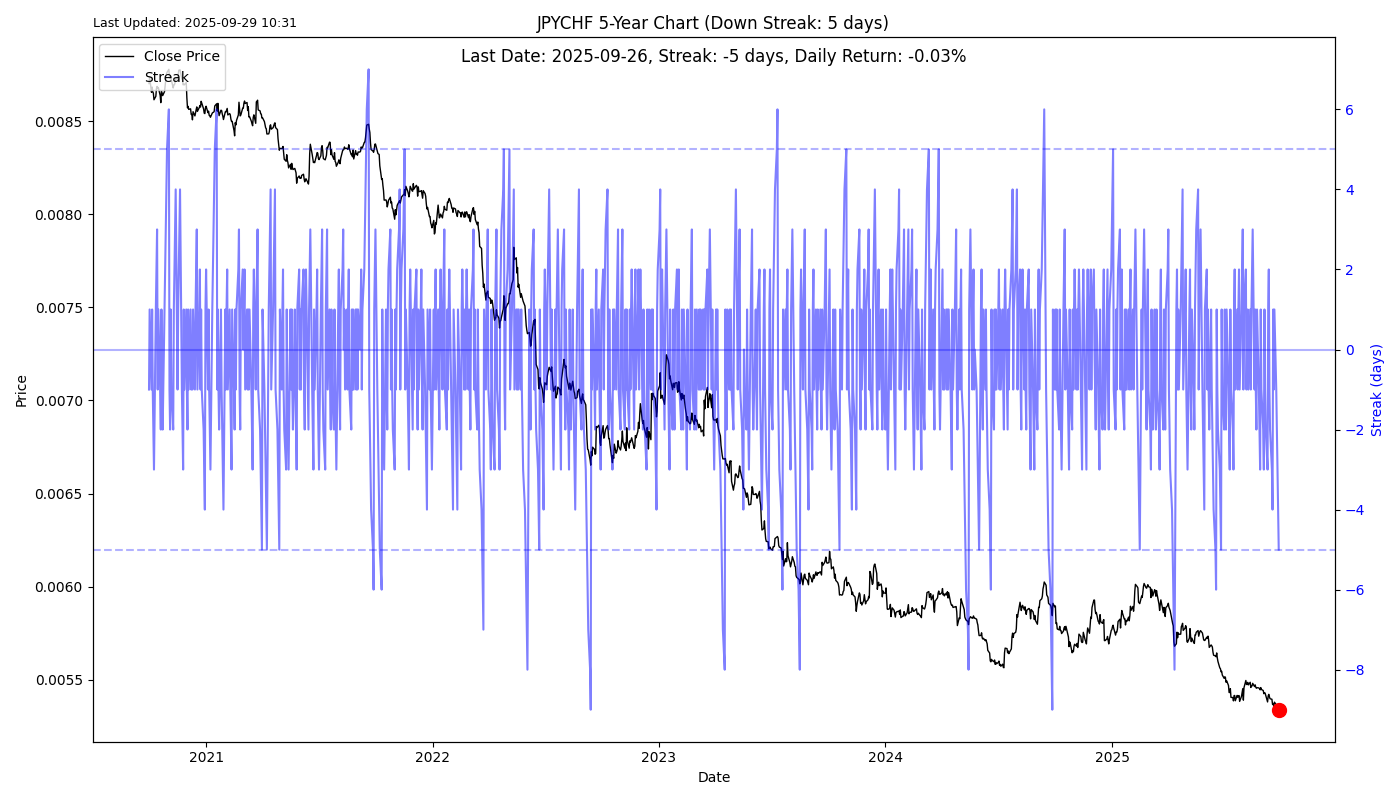 Last Updated: 2025-09-29 10:31
JPYCHF 5-Year Chart (Down Streak: 5 days)
Last Date: 2025-09-26, Streak: -5 days, Daily Return: -0.03%
Close Price
Streak
0.0085
0.0080
0.0075
0.0070
0.0065
0.0060
0.0055
Price
6
4
2
0
−2
−4
−6
−8
Streak (days)
2021
2022
2023
2024
2025
Date